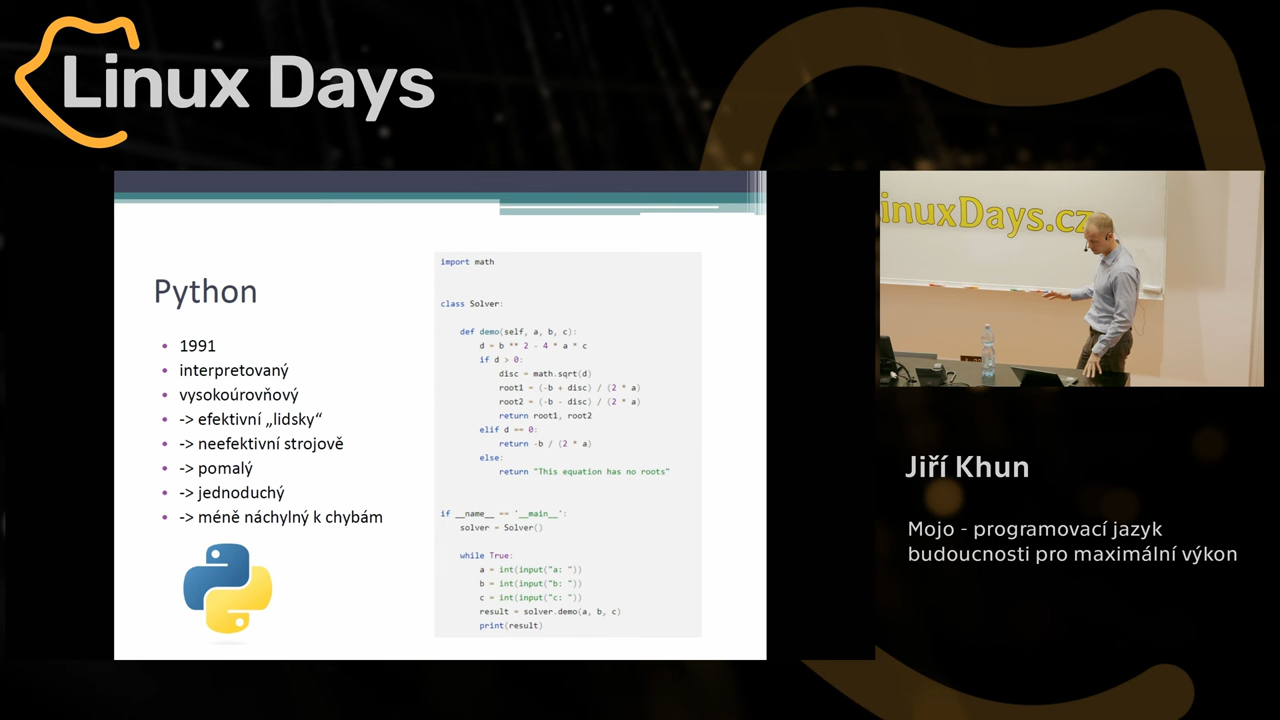 Linux Days
Python
• 1991
• interpretovaný
• vysokoúrovňový
• -> efektivní „lidsky“
• -> neefektivní strojově
• -> pomalý
• -> jednoduchý
• -> méně náchylný k chybám
import math
class Solver:
def demo(self, a, b, c):
d = b ** 2 - 4 * a * c
if d > 0:
disc = math.sqrt(d)
root1 = (-b + disc) / (2 * a)
root2 = (-b - disc) / (2 * a)
return root1, root2
elif d == 0:
return -b / (2 * a)
else:
return "This equation has no roots"
if __name__ == '__main__':
solver = Solver()
while True:
a = int(input("a: "))
b = int(input("b: "))
c = int(input("c: "))
result = solver.demo(a, b, c)
print(result)
inuxDays.cz
Jiří Khun
Mojo - programovací jazyk
budoucnosti pro maximální výkon